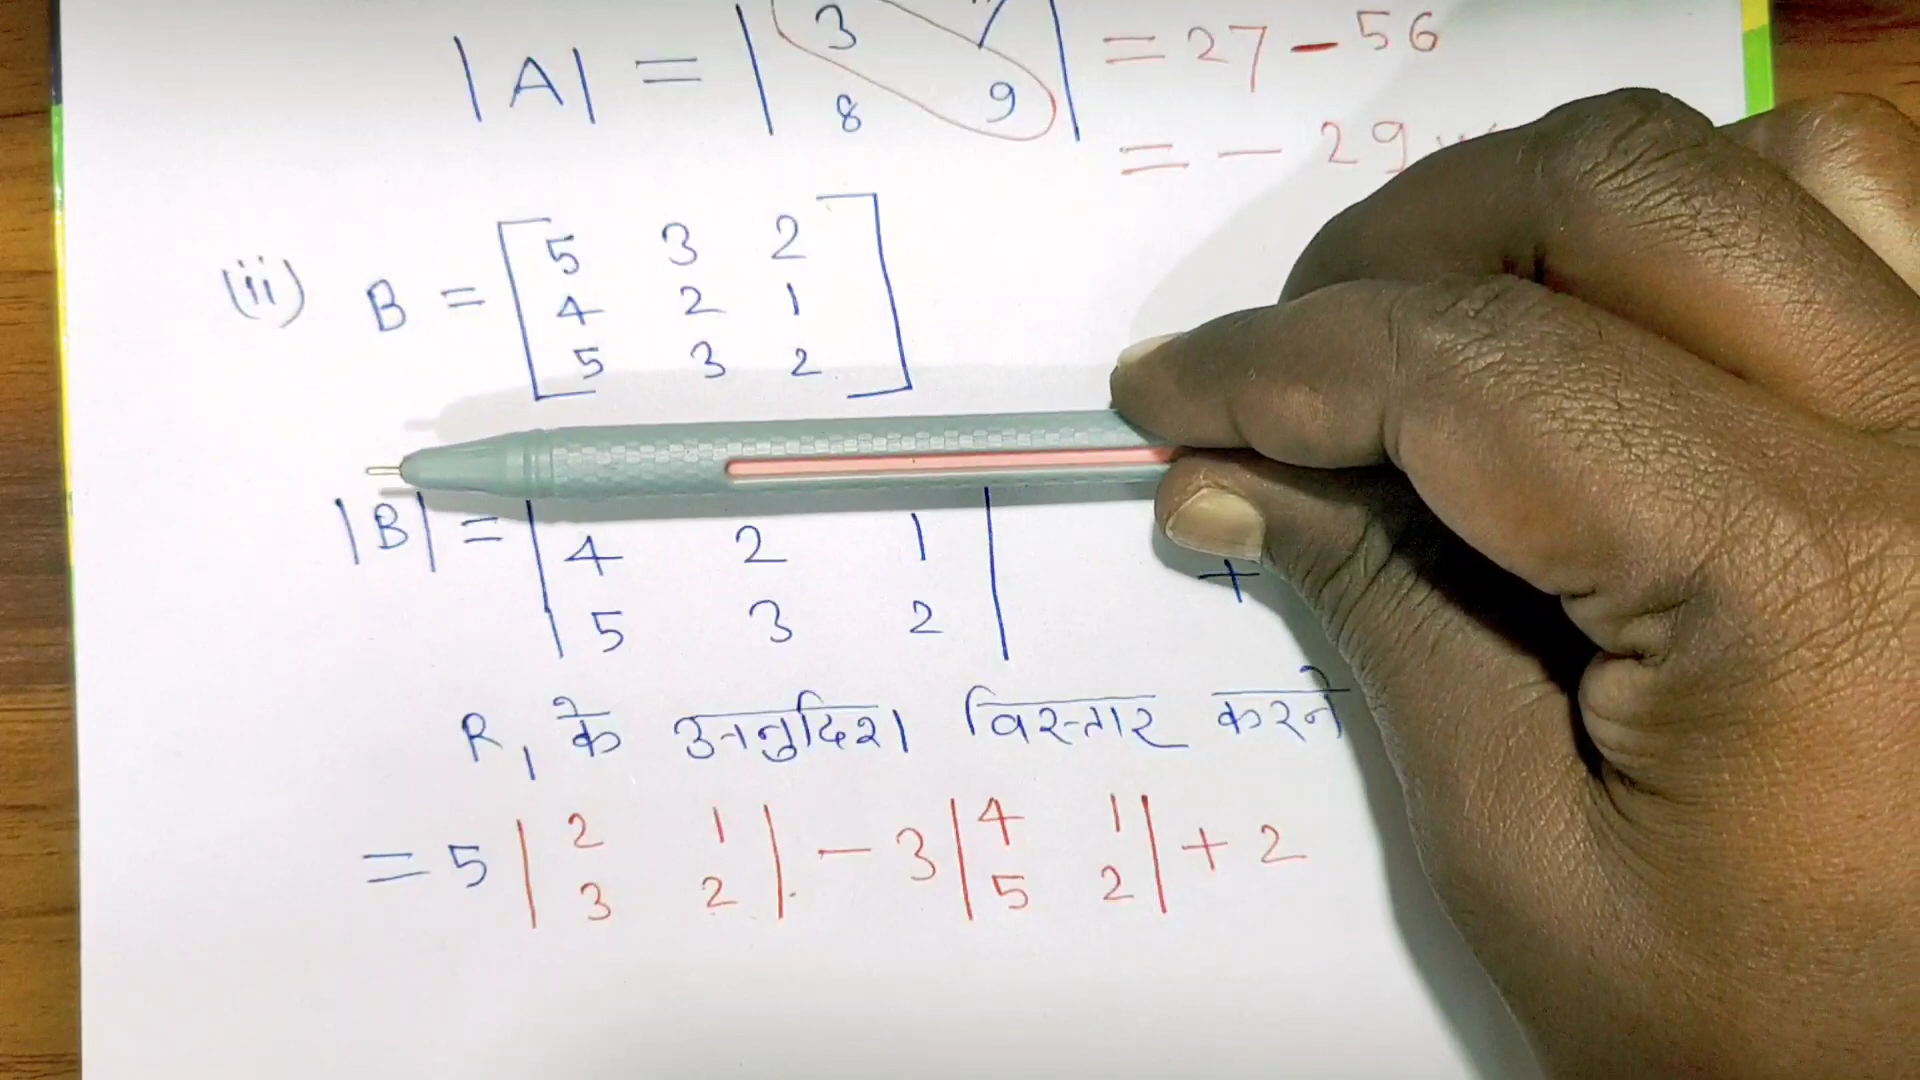 |A| = | 3 7 | = 27 - 56
| 8 9 | = - 29
(ii) B = [ 5 3 2
4 2 1
5 3 2 ]
|B| = | 4 2 1 |
| 5 3 2 | +
R₁ के अनुदिश विस्तार करने
= 5 | 2 1 | - 3 | 4 1 | + 2
| 3 2 | | 5 2 |